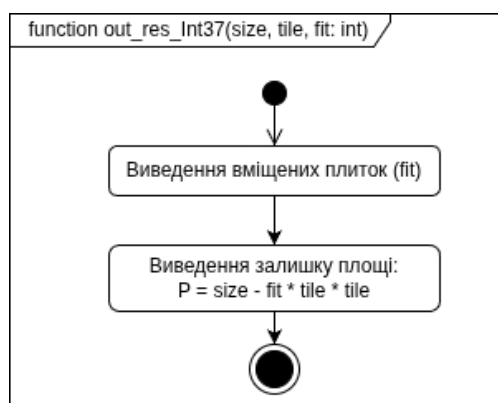 function out_res_Int37(size, tile, fit: int)
Виведення вміщених плиток (fit)
Виведення залишку площі:
P = size - fit * tile * tile